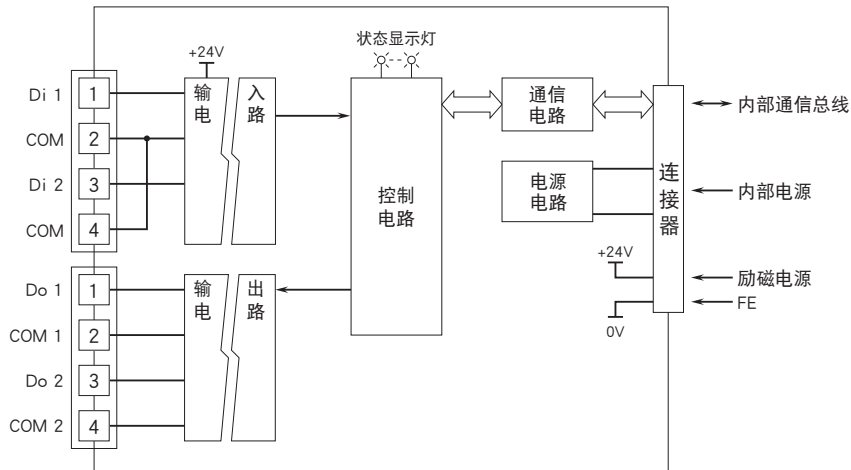 状态显示灯
+24V
Di 1
1
COM
2
Di 2
3
COM
4
输入
电路
控制
电路
通信
电路
电源
电路
连接器
内部通信总线
内部电源
+24V
励磁电源
FE
0V
Do 1
1
COM 1
2
Do 2
3
COM 2
4
输出
电路